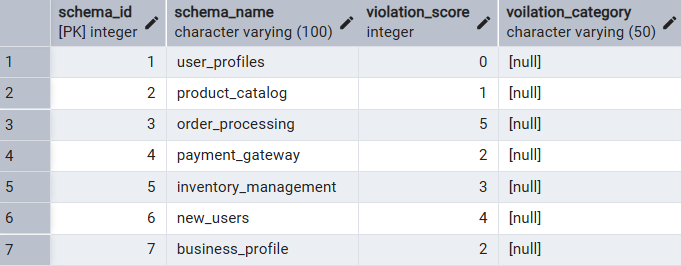 schema_id schema_name violation_score voilation_category
[PK] integer character varying (100) integer character varying (50)
1 1 user_profiles 0 [null]
2 2 product_catalog 1 [null]
3 3 order_processing 5 [null]
4 4 payment_gateway 2 [null]
5 5 inventory_management 3 [null]
6 6 new_users 4 [null]
7 7 business_profile 2 [null]